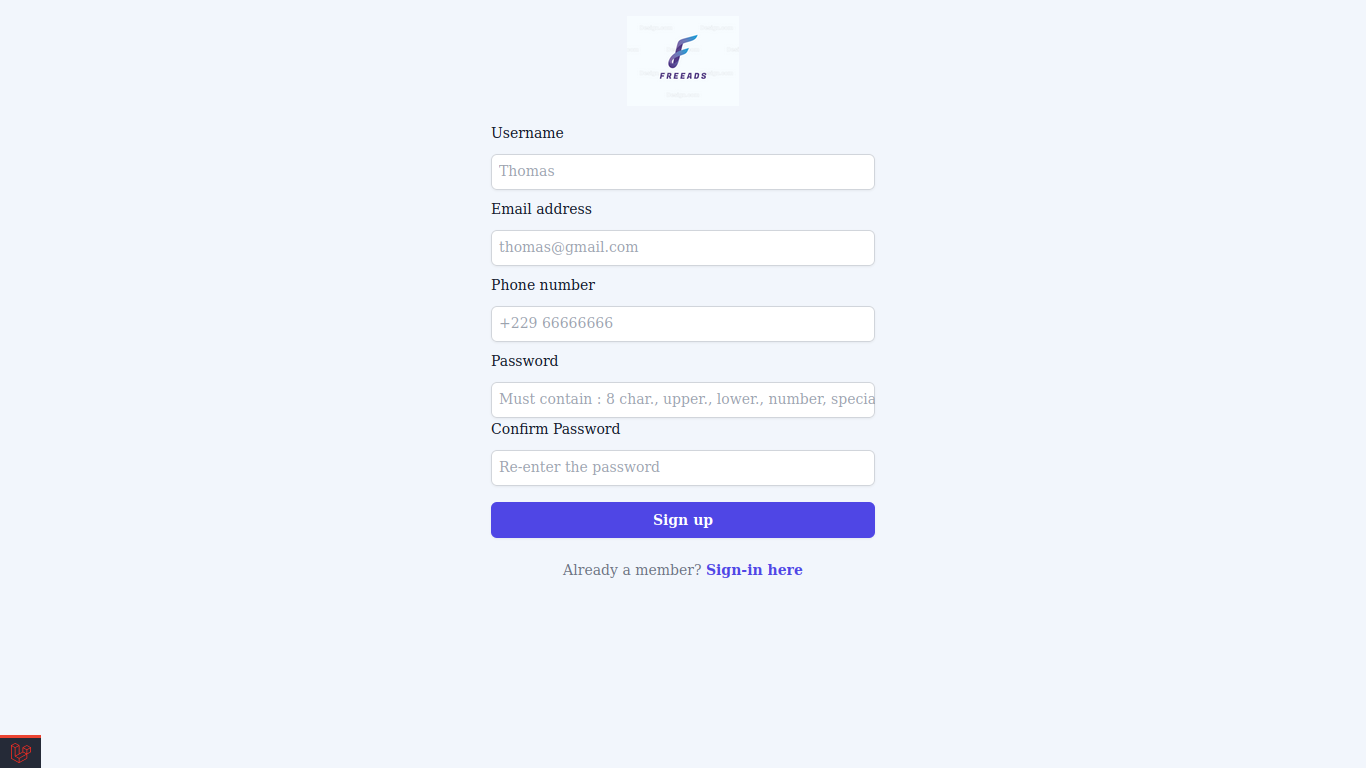 FREEADS
Username
Thomas
Email address
thomas@gmail.com
Phone number
+229 66666666
Password
Must contain : 8 char., upper., lower., number, specia
Confirm Password
Re-enter the password
Sign up
Already a member? Sign-in here